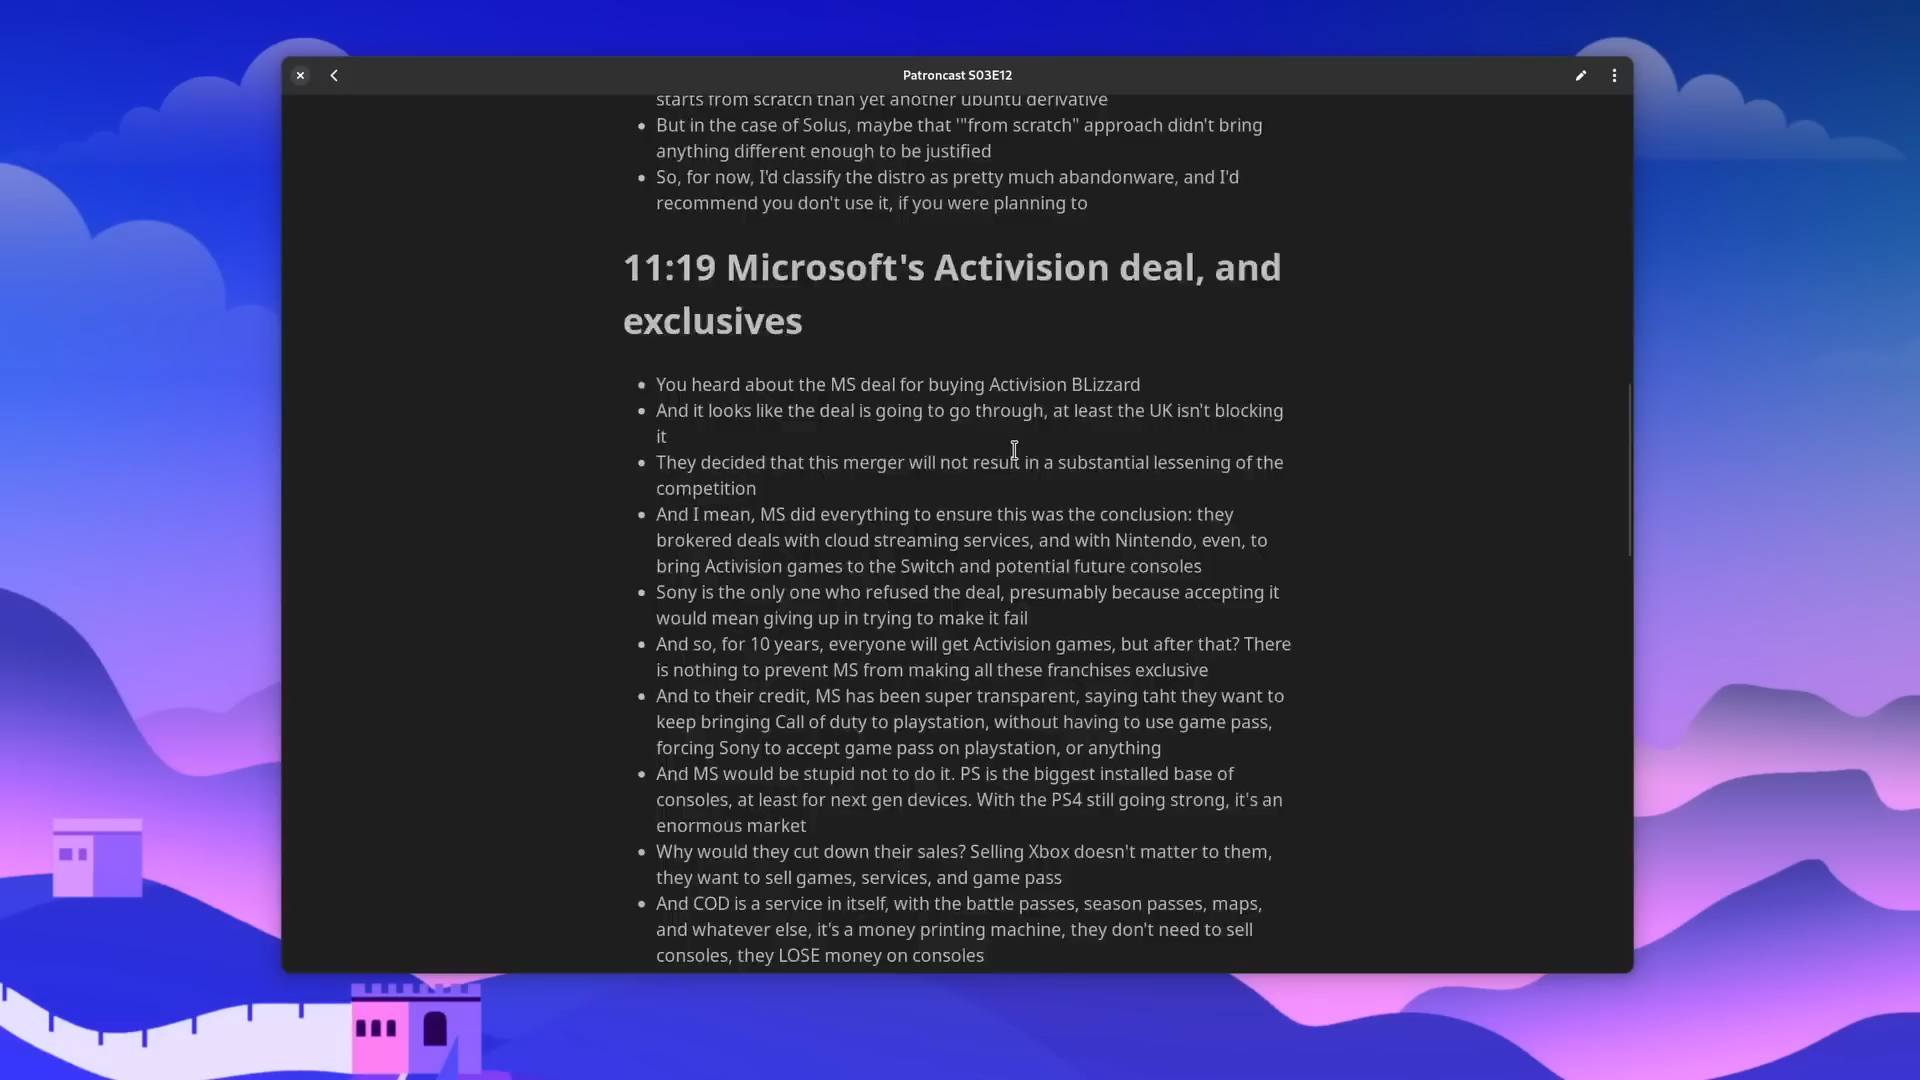 Patroncast S03E12
starts from scratch than yet another ubuntu derivative
But in the case of Solus, maybe that '"from scratch" approach didn't bring
anything different enough to be justified
So, for now, I'd classify the distro as pretty much abandonware, and I'd
recommend you don't use it, if you were planning to
11:19 Microsoft's Activision deal, and
exclusives
You heard about the MS deal for buying Activision BLizzard
And it looks like the deal is going to go through, at least the UK isn't blocking
it
They decided that this merger will not result in a substantial lessening of the
competition
And I mean, MS did everything to ensure this was the conclusion: they
brokered deals with cloud streaming services, and with Nintendo, even, to
bring Activision games to the Switch and potential future consoles
Sony is the only one who refused the deal, presumably because accepting it
would mean giving up in trying to make it fail
And so, for 10 years, everyone will get Activision games, but after that? There
is nothing to prevent MS from making all these franchises exclusive
And to their credit, MS has been super transparent, saying taht they want to
keep bringing Call of duty to playstation, without having to use game pass,
forcing Sony to accept game pass on playstation, or anything
And MS would be stupid not to do it. PS is the biggest installed base of
consoles, at least for next gen devices. With the PS4 still going strong, it's an
enormous market
Why would they cut down their sales? Selling Xbox doesn't matter to them,
they want to sell games, services, and game pass
And COD is a service in itself, with the battle passes, season passes, maps,
and whatever else, it's a money printing machine, they don't need to sell
consoles, they LOSE money on consoles